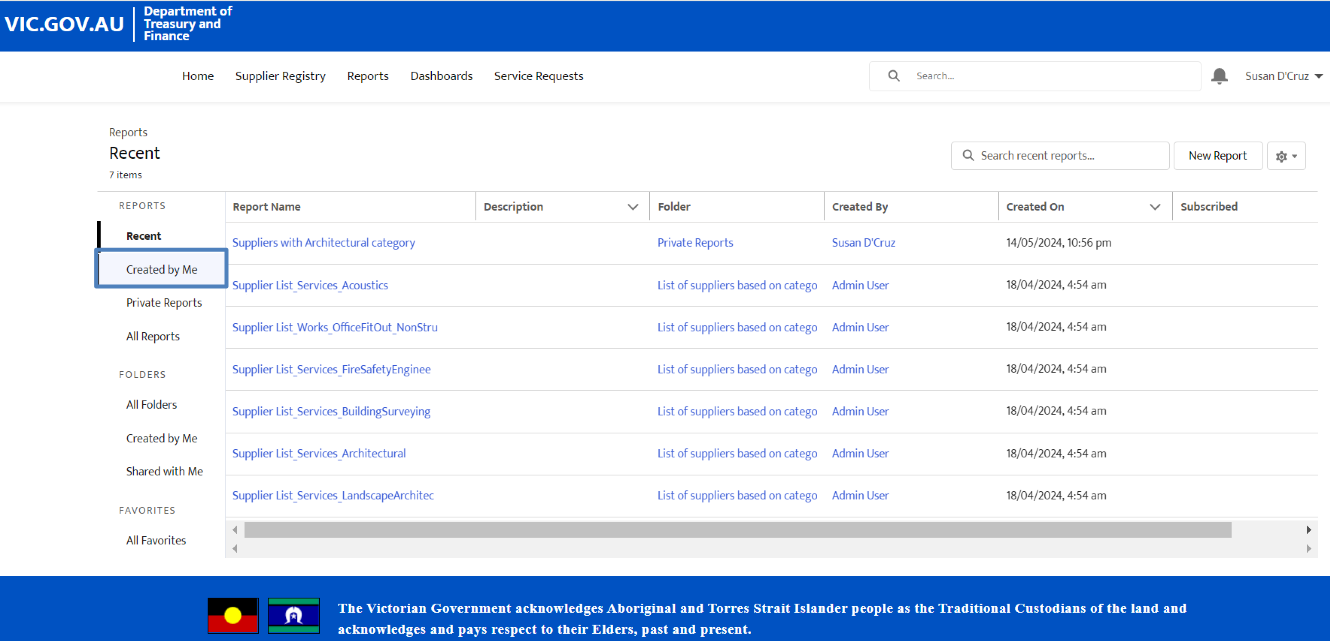 VIC.GOV.AU
Department of
Treasury and
Finance
Home Supplier Registry Reports Dashboards Service Requests
Search...
Susan D'Cruz
Reports
Recent
7 items
Search recent reports...
New Report
REPORTS
Recent
Created by Me
Private Reports
All Reports
FOLDERS
All Folders
Created by Me
Shared with Me
FAVORITES
All Favorites
Report Name Description Folder Created By Created On Subscribed
Suppliers with Architectural category Private Reports Susan D'Cruz 14/05/2024, 10:56 pm
Supplier List_Services_Acoustics List of suppliers based on catego Admin User 18/04/2024, 4:54 am
Supplier List_Works_OfficeFitOut_NonStru List of suppliers based on catego Admin User 18/04/2024, 4:54 am
Supplier List_Services_FireSafetyEnginee List of suppliers based on catego Admin User 18/04/2024, 4:54 am
Supplier List_Services_BuildingSurveying List of suppliers based on catego Admin User 18/04/2024, 4:54 am
Supplier List_Services_Architectural List of suppliers based on catego Admin User 18/04/2024, 4:54 am
Supplier List_Services_LandscapeArchitec List of suppliers based on catego Admin User 18/04/2024, 4:54 am
The Victorian Government acknowledges Aboriginal and Torres Strait Islander people as the Traditional Custodians of the land and
acknowledges and pays respect to their Elders, past and present.